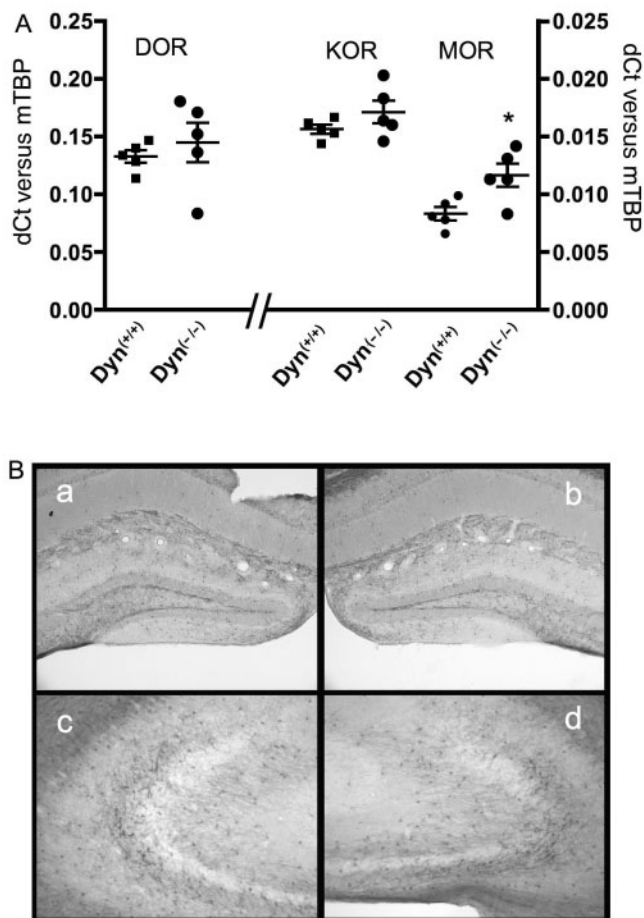 A
DOR
KOR
MOR
*
dCt versus mTBP
0.25
0.20
0.15
0.10
0.05
0.00
0.025
0.020
0.015
0.010
0.005
0.000
dCt versus mTBP
Dyn(+/+)
Dyn(-/-)
Dyn(+/+)
Dyn(-/-)
Dyn(+/+)
Dyn(-/-)
B
a
b
c
d